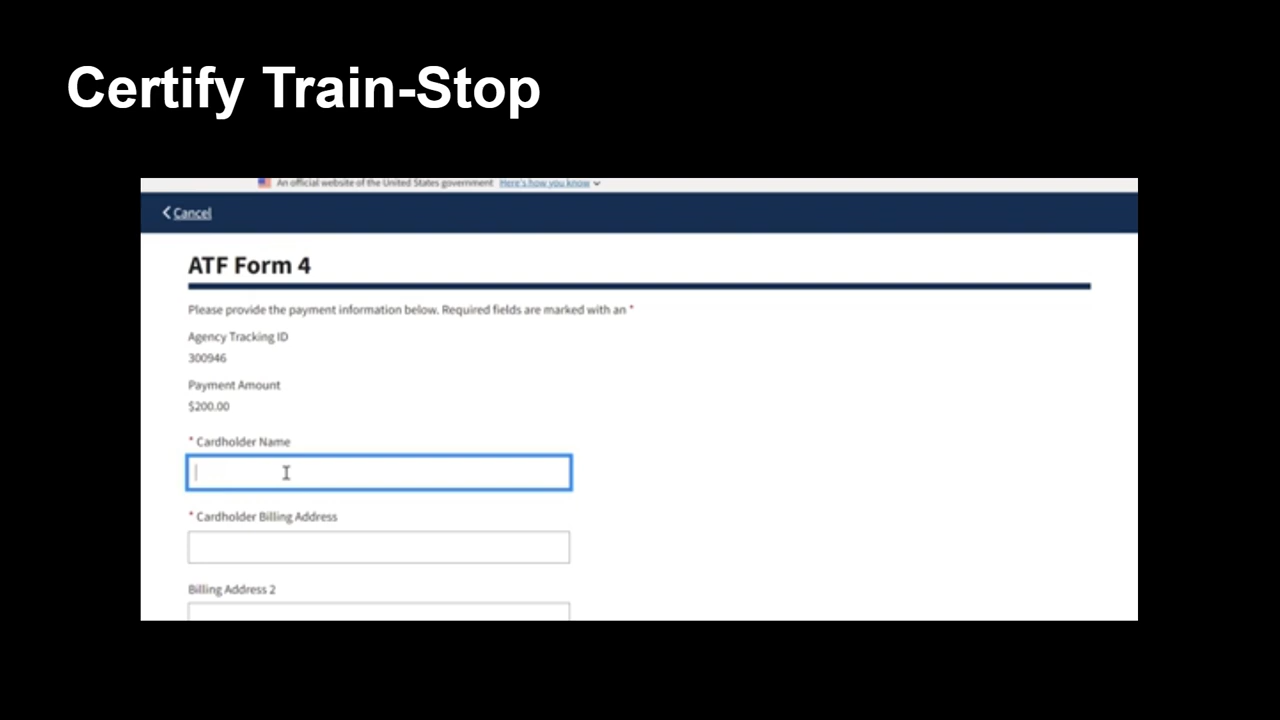 Certify Train-Stop
An official website of the United States government Here's how you know
Cancel
ATF Form 4
Please provide the payment information below. Required fields are marked with an *
Agency Tracking ID
300946
Payment Amount
$200.00
* Cardholder Name
* Cardholder Billing Address
Billing Address 2